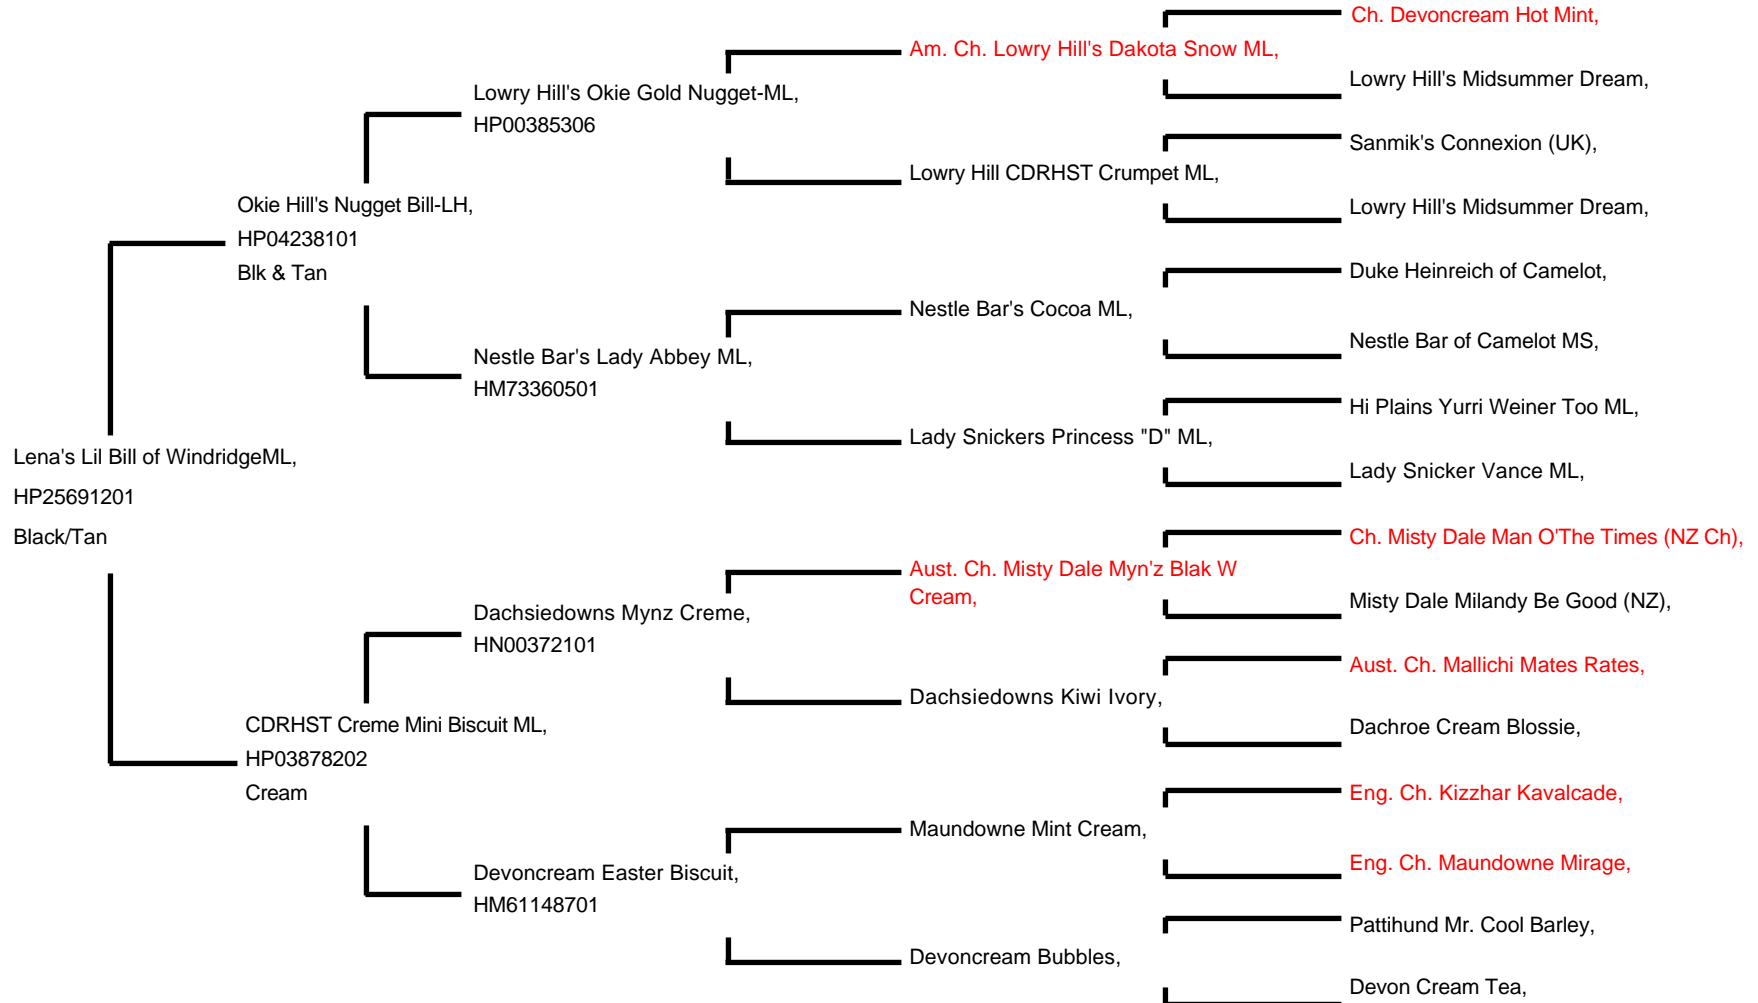 Ch. Devoncream Hot Mint,
Am. Ch. Lowry Hill's Dakota Snow ML,
Lowry Hill's Midsummer Dream,
Lowry Hill's Okie Gold Nugget-ML,
HP00385306
Sanmik's Connexion (UK),
Lowry Hill CDRHST Crumpet ML,
Lowry Hill's Midsummer Dream,
Okie Hill's Nugget Bill-LH,
HP04238101
Blk & Tan
Duke Heinreich of Camelot,
Nestle Bar's Cocoa ML,
Nestle Bar of Camelot MS,
Nestle Bar's Lady Abbey ML,
HM73360501
Hi Plains Yurri Weiner Too ML,
Lady Snickers Princess "D" ML,
Lady Snicker Vance ML,
Lena's Lil Bill of WindridgeML,
HP25691201
Black/Tan
Ch. Misty Dale Man O'The Times (NZ Ch),
Aust. Ch. Misty Dale Myn'z Blak W
Cream,
Misty Dale Milandy Be Good (NZ),
Dachsiedowns Mynz Creme,
HN00372101
Aust. Ch. Mallichi Mates Rates,
Dachsiedowns Kiwi Ivory,
Dachroe Cream Blossie,
CDRHST Creme Mini Biscuit ML,
HP03878202
Cream
Eng. Ch. Kizzhar Kavalcade,
Maundowne Mint Cream,
Eng. Ch. Maundowne Mirage,
Devoncream Easter Biscuit,
HM61148701
Pattihund Mr. Cool Barley,
Devoncream Bubbles,
Devon Cream Tea,